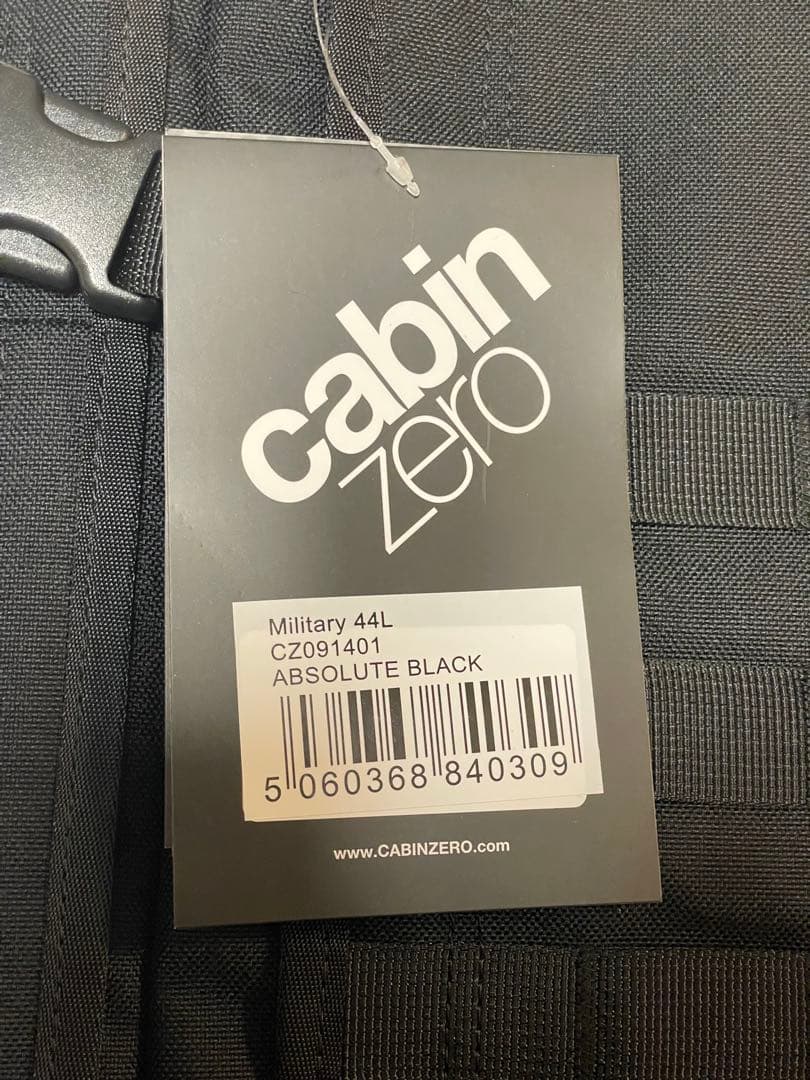 cabin
zero
Military 44L
CZ091401
ABSOLUTE BLACK
5 060368 840309
www.CABINZERO.com